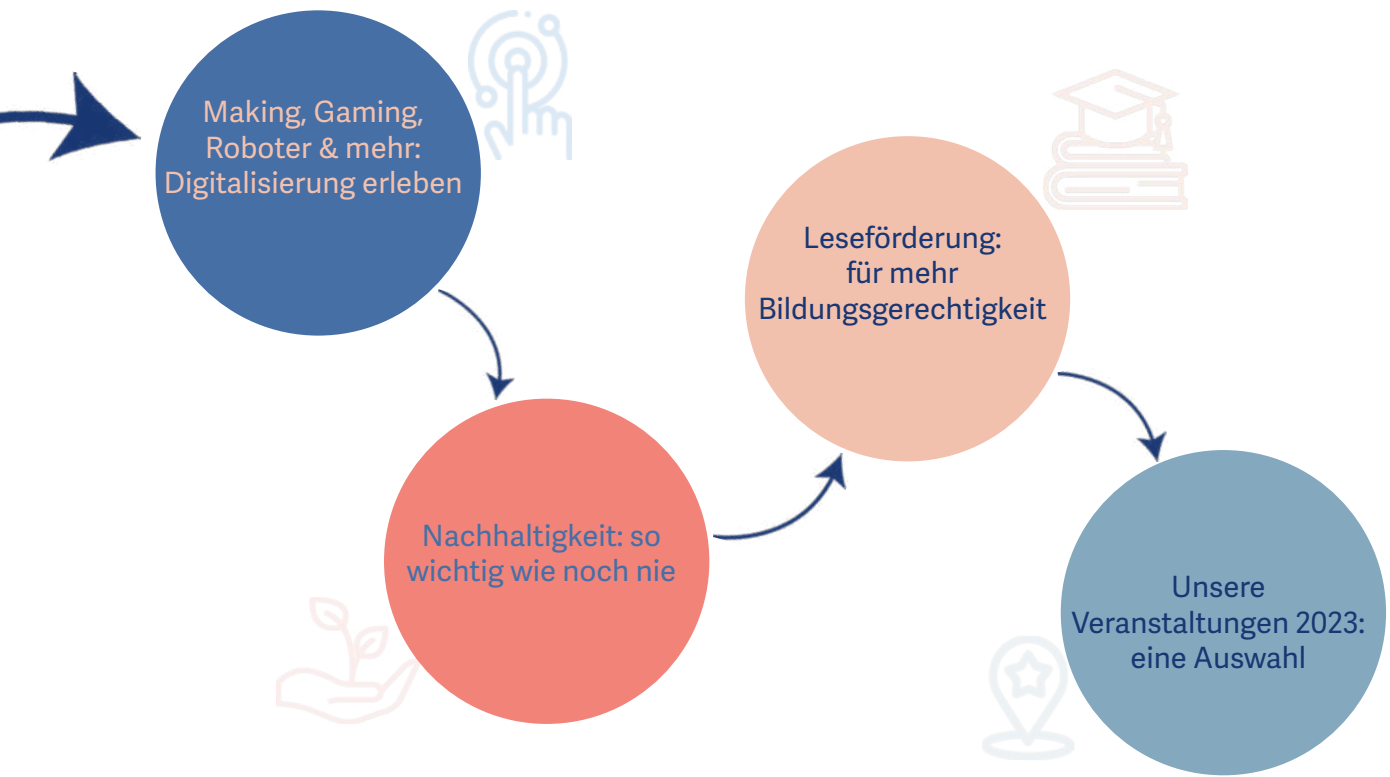 Making, Gaming,
Roboter & mehr:
Digitalisierung erleben
Nachhaltigkeit: so
wichtig wie noch nie
Leseförderung:
für mehr
Bildungsgerechtigkeit
Unsere
Veranstaltungen 2023:
eine Auswahl